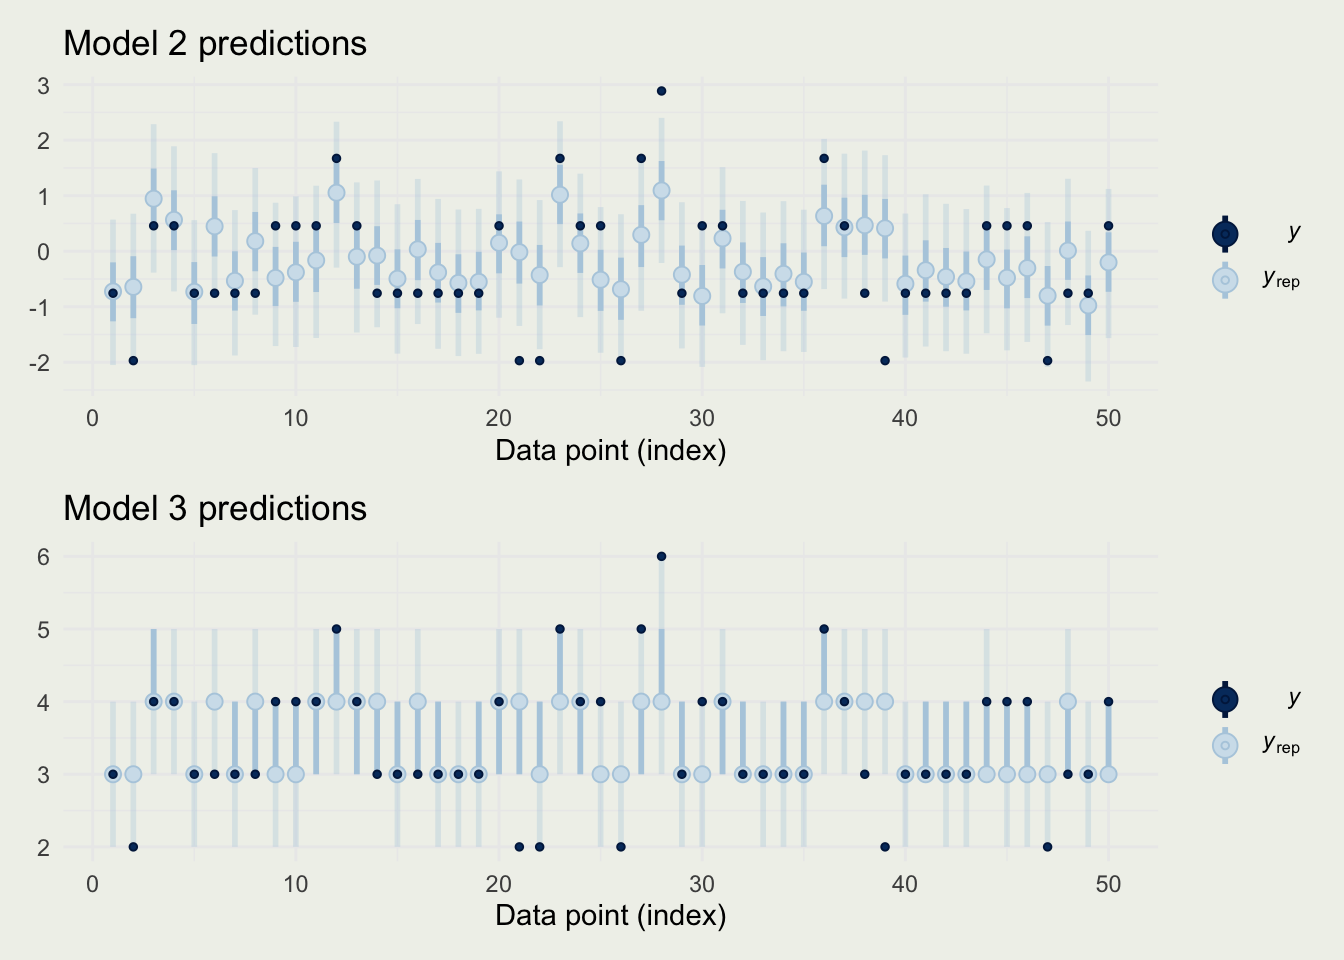 Model 2 predictions
3
2
1
0
-1
-2
0 10 20 30 40 50
Data point (index)
y
yrep
Model 3 predictions
6
5
4
3
2
0 10 20 30 40 50
Data point (index)
y
yrep